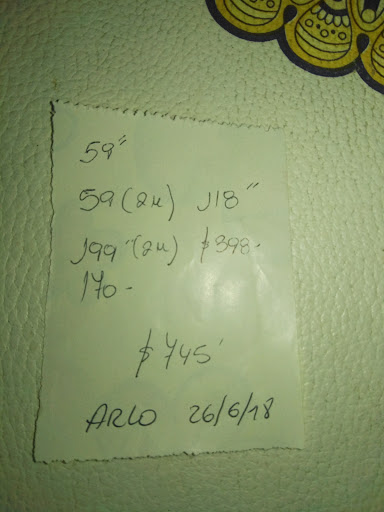 59"
59 (2u) 118"
199" (2u) $398-
170-
$745'
ARLO 26/6/18